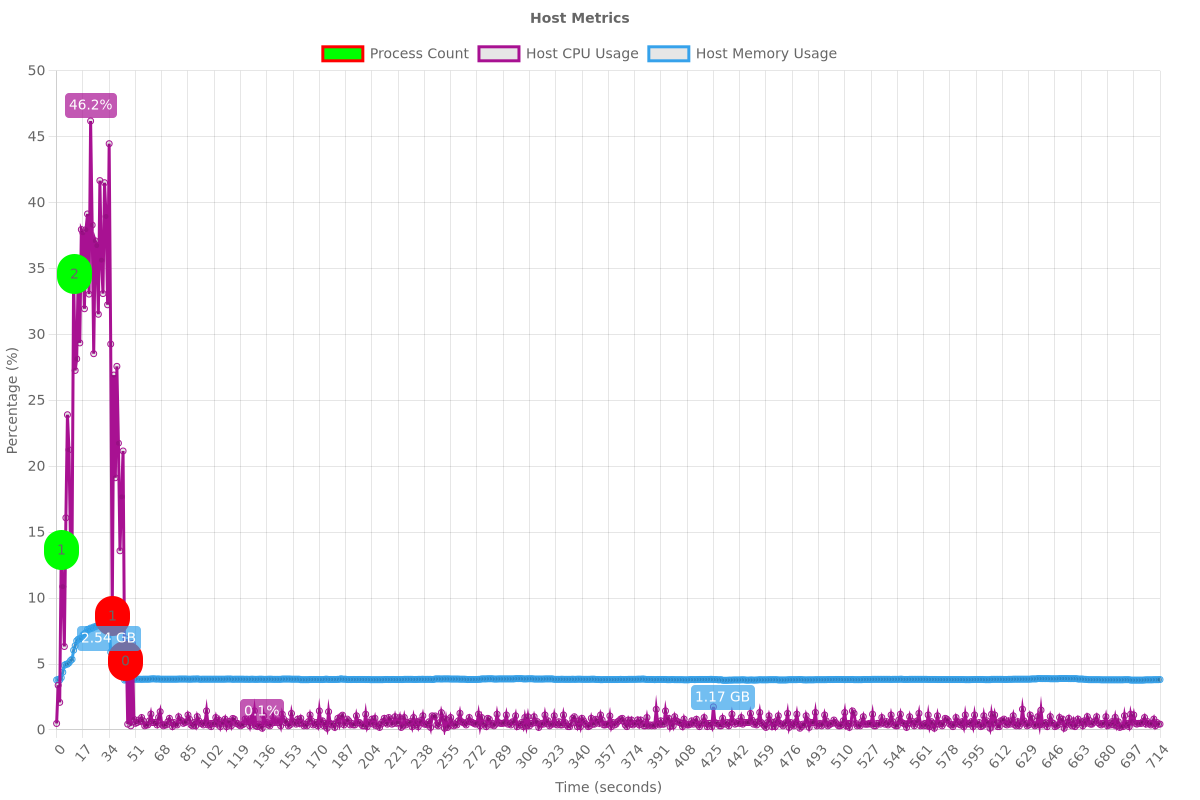 Host Metrics
Process Count Host CPU Usage Host Memory Usage
50
46.2%
45
40
35
2
30
25
20
15
1
10
1
2.54 GB
0
5
1.17 GB
0.1%
0
Percentage (%)
0 17 34 51 68 85 102 119 136 153 170 187 204 221 238 255 272 289 306 323 340 357 374 391 408 425 442 459 476 493 510 527 544 561 578 595 612 629 646 663 680 697 714
Time (seconds)